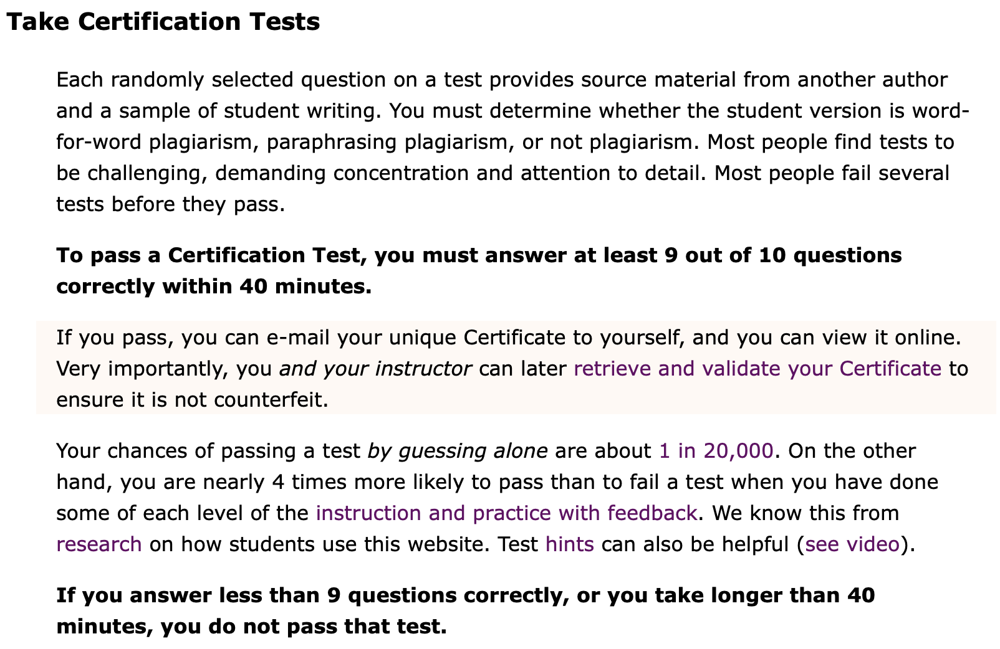 Take Certification Tests
Each randomly selected question on a test provides source material from another author
and a sample of student writing. You must determine whether the student version is word-
for-word plagiarism, paraphrasing plagiarism, or not plagiarism. Most people find tests to
be challenging, demanding concentration and attention to detail. Most people fail several
tests before they pass.
To pass a Certification Test, you must answer at least 9 out of 10 questions
correctly within 40 minutes.
If you pass, you can e-mail your unique Certificate to yourself, and you can view it online.
Very importantly, you and your instructor can later retrieve and validate your Certificate to
ensure it is not counterfeit.
Your chances of passing a test by guessing alone are about 1 in 20,000. On the other
hand, you are nearly 4 times more likely to pass than to fail a test when you have done
some of each level of the instruction and practice with feedback. We know this from
research on how students use this website. Test hints can also be helpful (see video).
If you answer less than 9 questions correctly, or you take longer than 40
minutes, you do not pass that test.